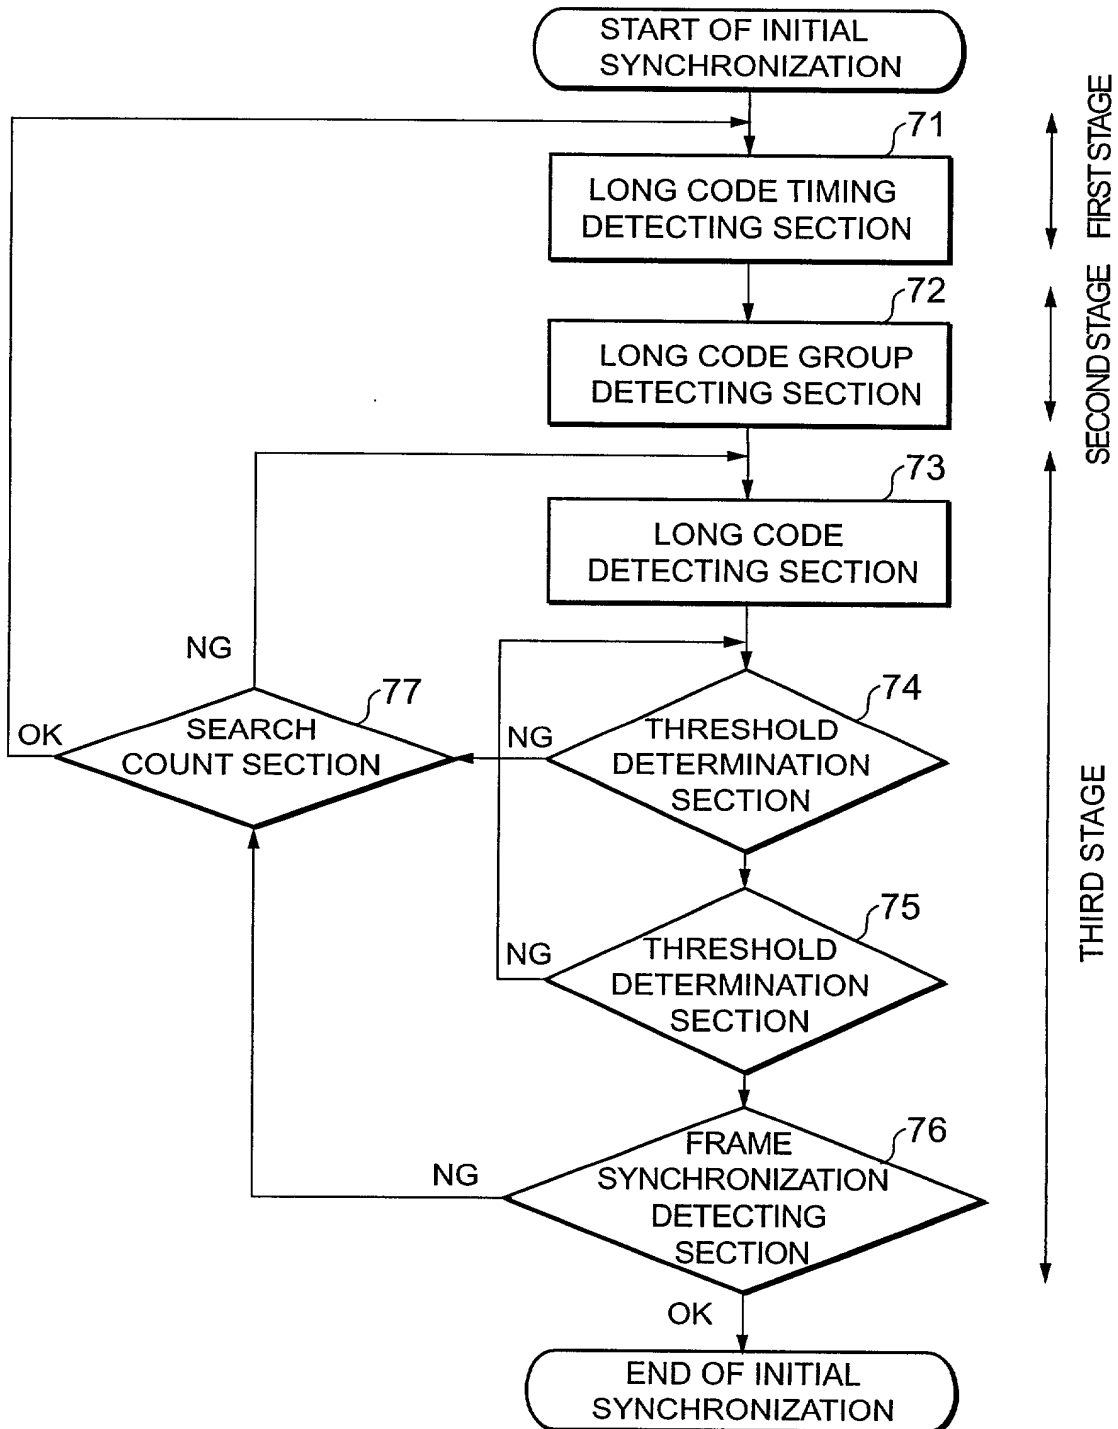 START OF INITIAL
SYNCHRONIZATION
71
LONG CODE TIMING
DETECTING SECTION
FIRST STAGE
72
LONG CODE GROUP
DETECTING SECTION
SECOND STAGE
73
LONG CODE
DETECTING SECTION
NG
77
OK
SEARCH
COUNT SECTION
NG
74
THRESHOLD
DETERMINATION
SECTION
THIRD STAGE
75
NG
THRESHOLD
DETERMINATION
SECTION
76
NG
FRAME
SYNCHRONIZATION
DETECTING
SECTION
OK
END OF INITIAL
SYNCHRONIZATION